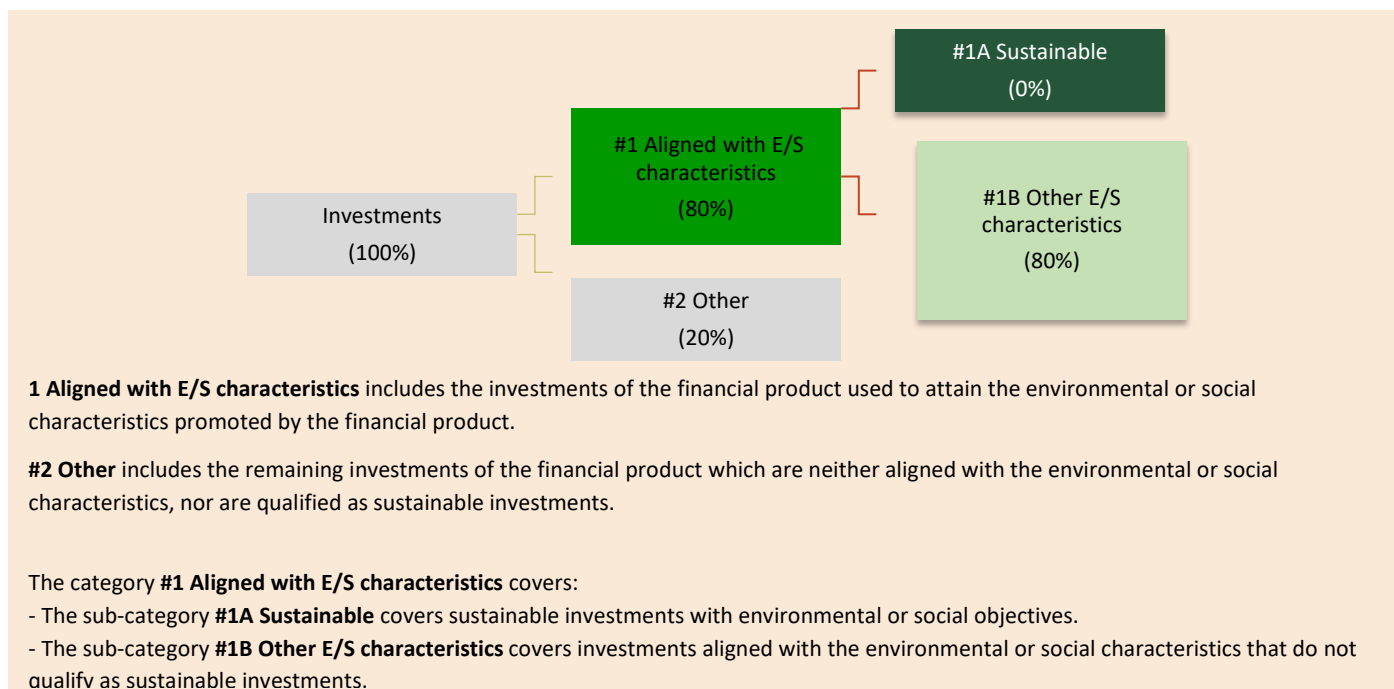 #1A Sustainable
(0%)
#1 Aligned with E/S
characteristics
(80%)
#1B Other E/S
characteristics
(80%)
Investments
(100%)
#2 Other
(20%)
1 Aligned with E/S characteristics includes the investments of the financial product used to attain the environmental or social
characteristics promoted by the financial product.
#2 Other includes the remaining investments of the financial product which are neither aligned with the environmental or social
characteristics, nor are qualified as sustainable investments.
The category #1 Aligned with E/S characteristics covers:
- The sub-category #1A Sustainable covers sustainable investments with environmental or social objectives.
- The sub-category #1B Other E/S characteristics covers investments aligned with the environmental or social characteristics that do not
qualify as sustainable investments.